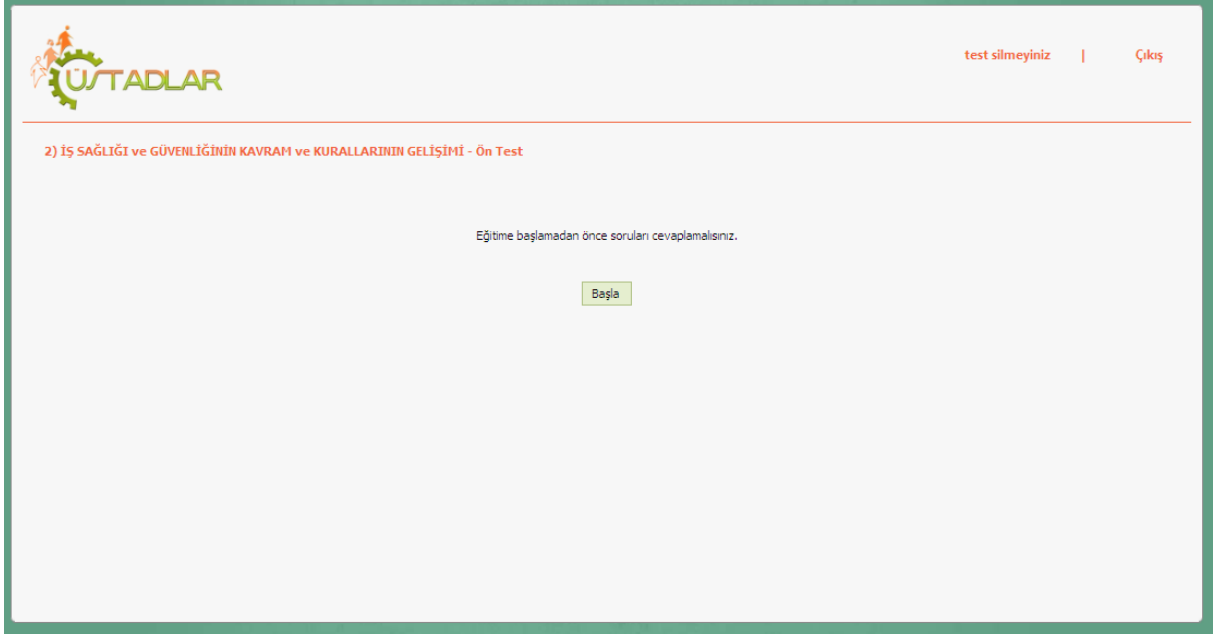 ÜSTADLAR
test silmeyiniz | Çıkış
2) İŞ SAĞLIĞI ve GÜVENLİĞİNİN KAVRAM ve KURALLARININ GELİŞİMİ - Ön Test
Eğitime başlamadan önce soruları cevaplamalısınız.
Başla